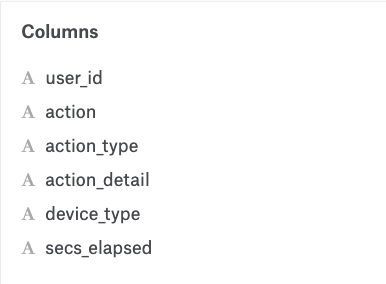 Columns
A user_id
A action
A action_type
A action_detail
A device_type
A secs_elapsed